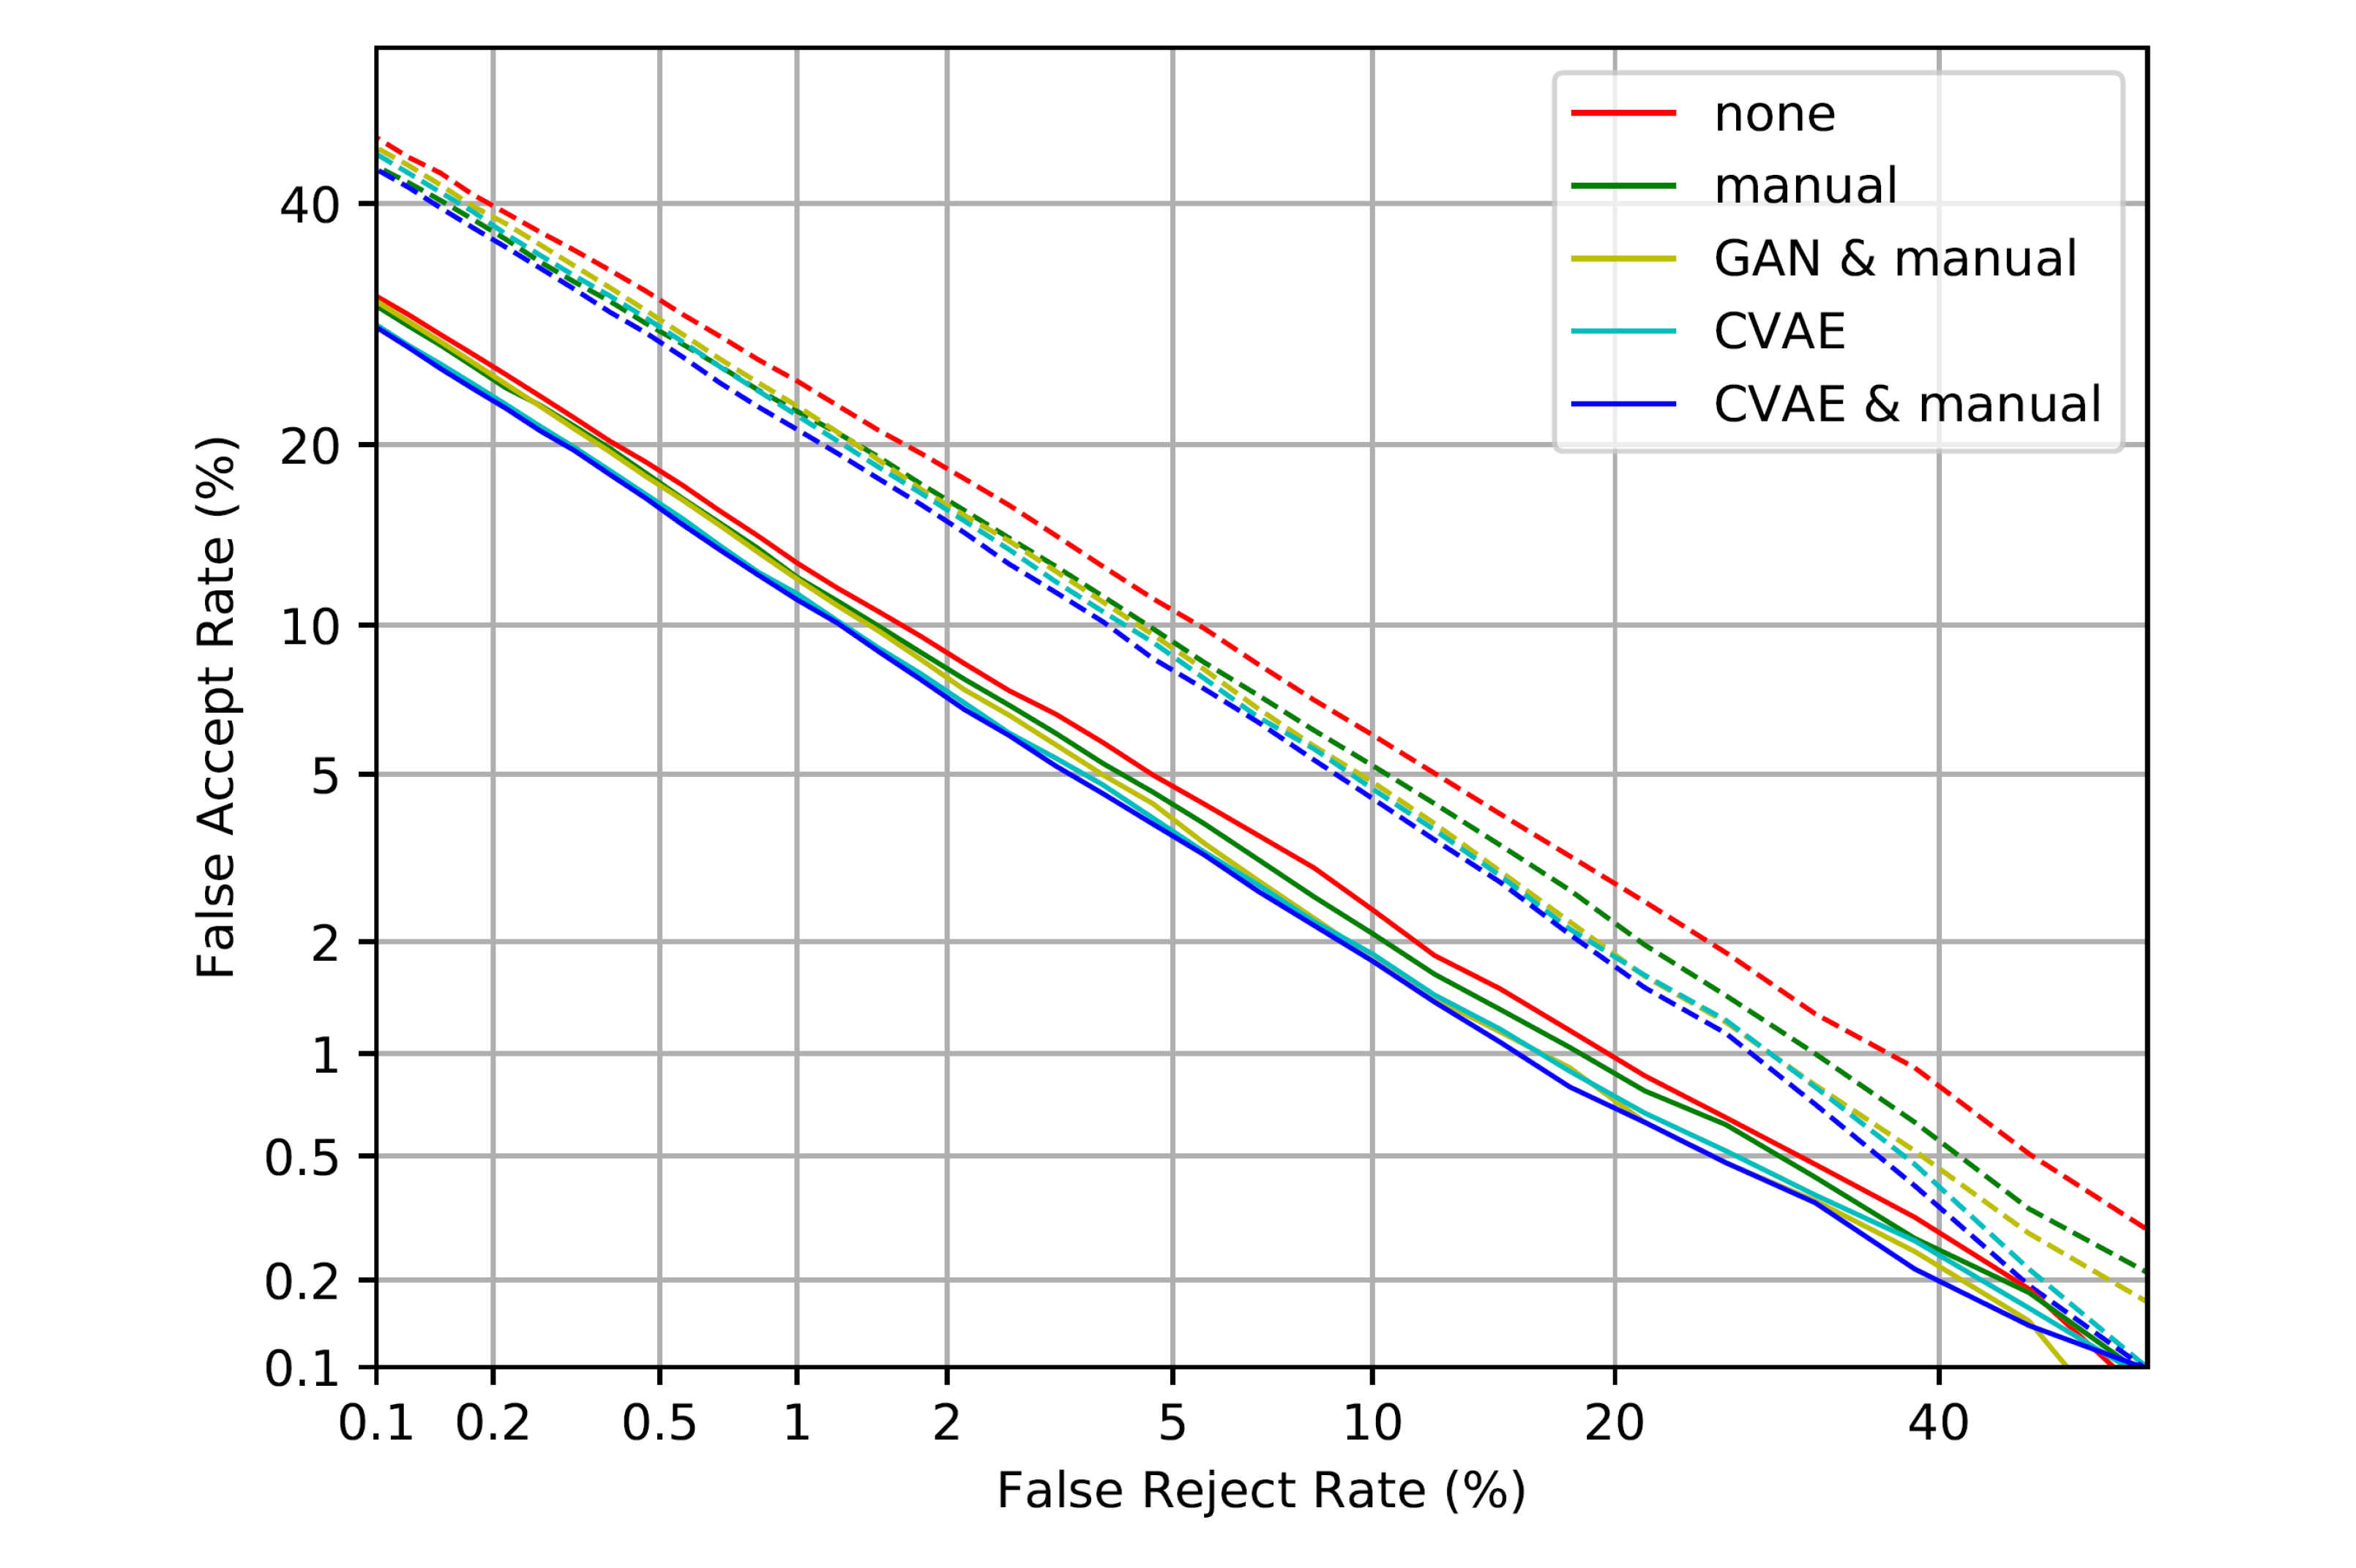 none
manual
GAN & manual
CVAE
CVAE & manual
False Accept Rate (%)
40
20
10
5
2
1
0.5
0.2
0.1
0.1 0.2 0.5 1 2 5 10 20 40
False Reject Rate (%)